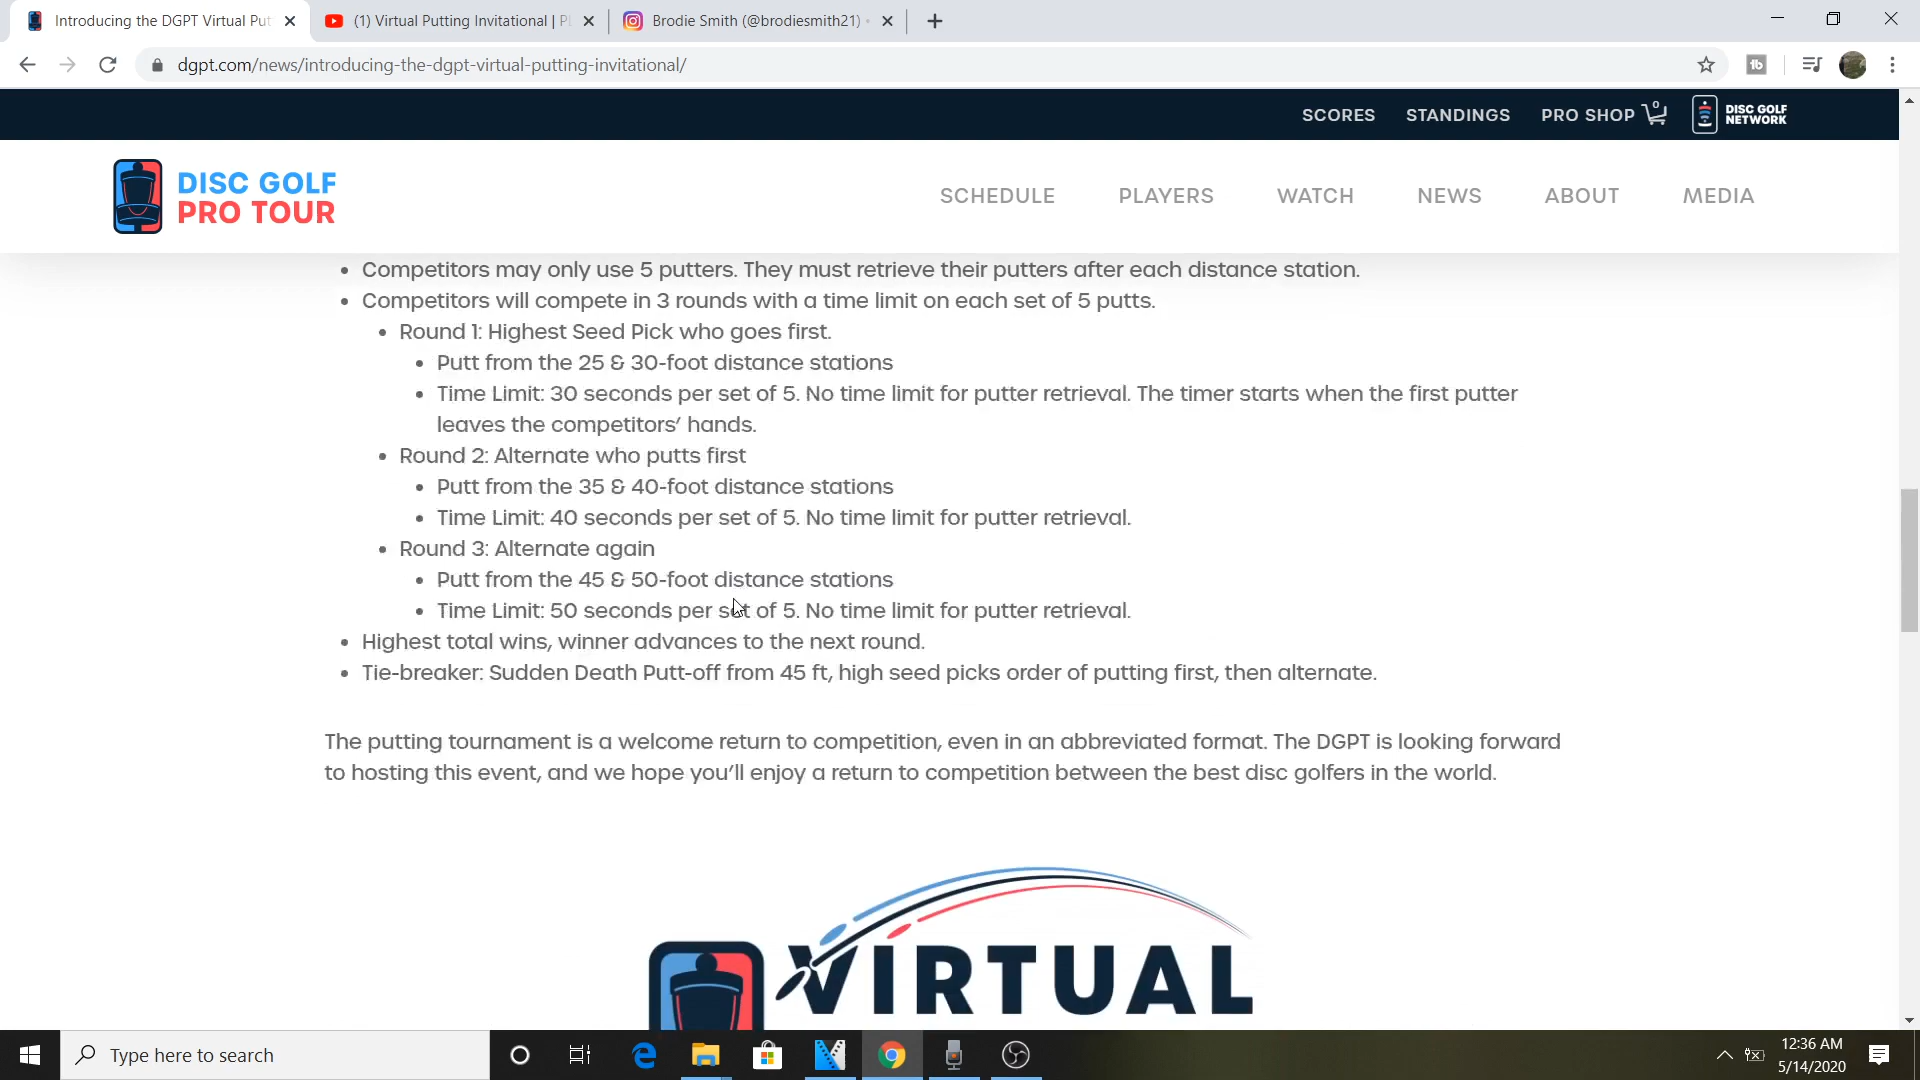 Introducing the DGPT Virtual Put
(1) Virtual Putting Invitational | P
Brodie Smith (@brodiesmith21) •
dgpt.com/news/introducing-the-dgpt-virtual-putting-invitational/
SCORES STANDINGS PRO SHOP 0 DISC GOLF
NETWORK
DISC GOLF
PRO TOUR
SCHEDULE PLAYERS WATCH NEWS ABOUT MEDIA
• Competitors may only use 5 putters. They must retrieve their putters after each distance station.
• Competitors will compete in 3 rounds with a time limit on each set of 5 putts.
• Round 1: Highest Seed Pick who goes first.
• Putt from the 25 & 30-foot distance stations
• Time Limit: 30 seconds per set of 5. No time limit for putter retrieval. The timer starts when the first putter
leaves the competitors’ hands.
• Round 2: Alternate who putts first
• Putt from the 35 & 40-foot distance stations
• Time Limit: 40 seconds per set of 5. No time limit for putter retrieval.
• Round 3: Alternate again
• Putt from the 45 & 50-foot distance stations
• Time Limit: 50 seconds per set of 5. No time limit for putter retrieval.
• Highest total wins, winner advances to the next round.
• Tie-breaker: Sudden Death Putt-off from 45 ft, high seed picks order of putting first, then alternate.
The putting tournament is a welcome return to competition, even in an abbreviated format. The DGPT is looking forward
to hosting this event, and we hope you’ll enjoy a return to competition between the best disc golfers in the world.
VIRTUAL
Type here to search
12:36 AM
5/14/2020